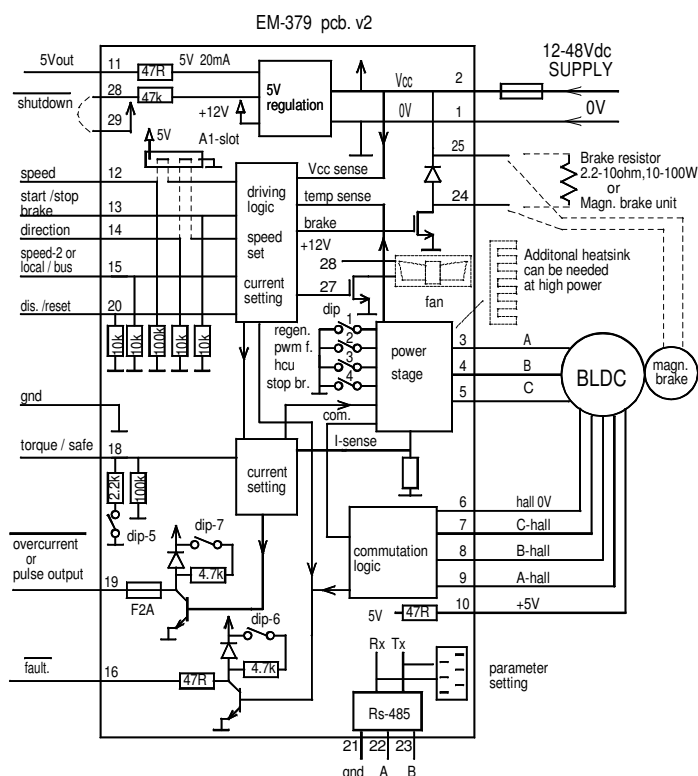 EM-379 pcb. v2
5Vout
11
47R
5V 20mA
5V
regulation
Vcc
2
12-48Vdc
SUPPLY
shutdown
28
47k
+12V
0V
1
0V
29
5V
A1-slot
25
speed
12
driving
logic
Vcc sense
Brake resistor
2.2-10ohm,10-100W
or
Magn. brake unit
start /stop
brake
13
temp sense
24
direction
14
speed
set
brake
+12V
speed-2 or
local / bus
15
current
setting
28
27
fan
Additonal heatsink
can be needed
at high power
dis. /reset
20
10k
10k
100k
10k
10k
dip
regen.
1
pwm f.
2
hcu
3
stop br.
4
power
stage
3
A
4
B
5
C
BLDC
magn.
brake
gnd
com.
I-sense
torque / safe
18
2.2k
100k
current
setting
dip-5
6
hall 0V
7
C-hall
commutation
logic
8
B-hall
9
A-hall
10
+5V
5V
47R
overcurrent
or
pulse output
19
F2A
dip-7
4.7k
dip-6
4.7k
fault.
16
47R
Rx Tx
parameter
setting
Rs-485
21
22
23
gnd
A
B